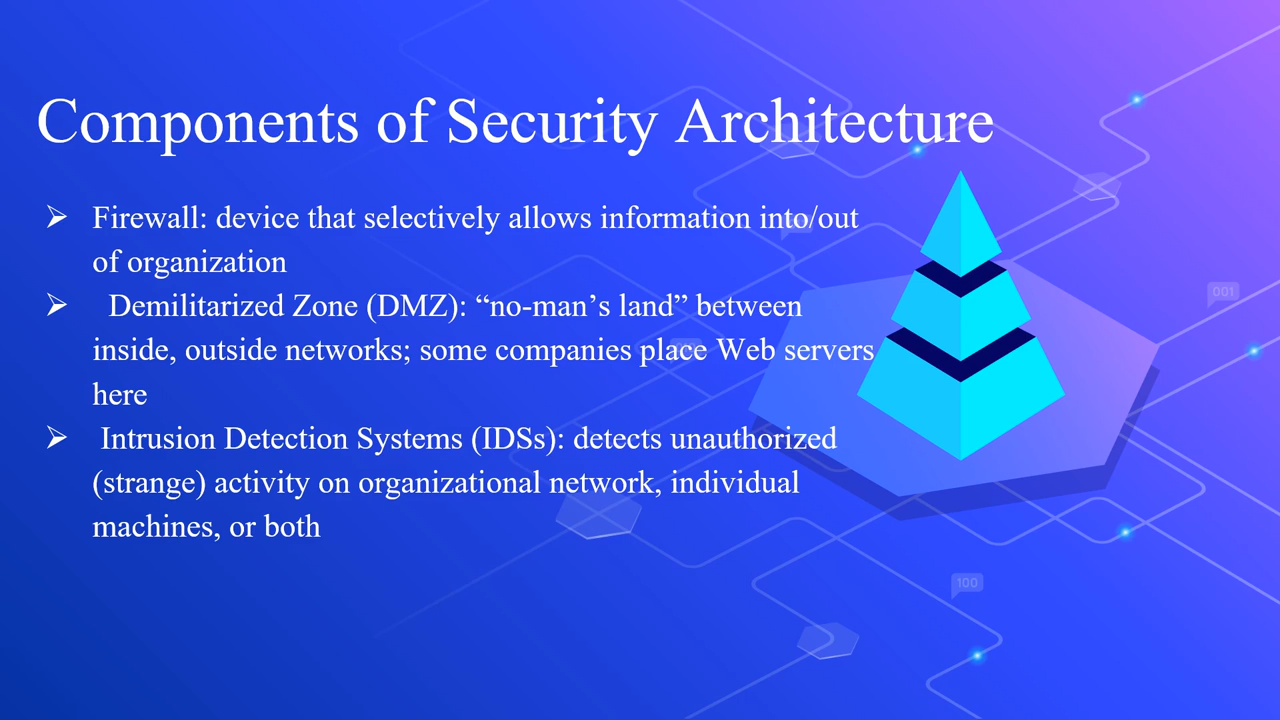 Components of Security Architecture
➢ Firewall: device that selectively allows information into/out
of organization
➢ Demilitarized Zone (DMZ): “no-man’s land” between
inside, outside networks; some companies place Web servers
here
➢ Intrusion Detection Systems (IDSs): detects unauthorized
(strange) activity on organizational network, individual
machines, or both
001
100